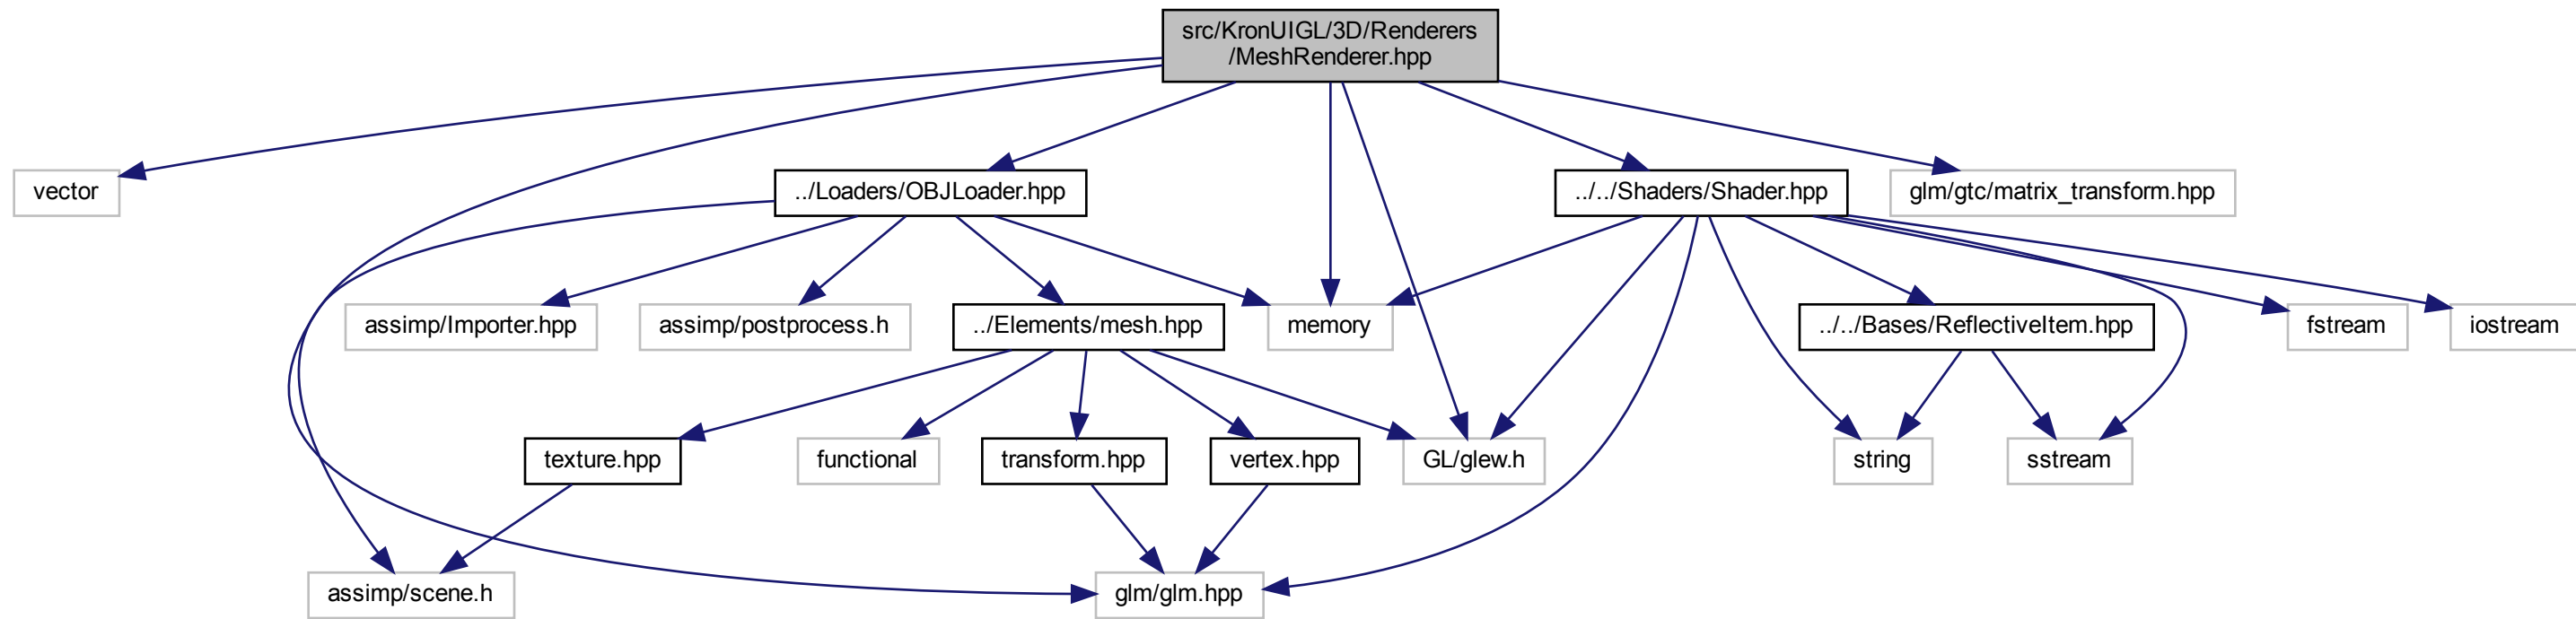 src/KronUIGL/3D/Renderers
/MeshRenderer.hpp
vector
../Loaders/OBJLoader.hpp
../../Shaders/Shader.hpp
glm/gtc/matrix_transform.hpp
assimp/Importer.hpp
assimp/postprocess.h
../Elements/mesh.hpp
memory
../../Bases/ReflectiveItem.hpp
fstream
iostream
texture.hpp
functional
transform.hpp
vertex.hpp
GL/glew.h
string
sstream
assimp/scene.h
glm/glm.hpp